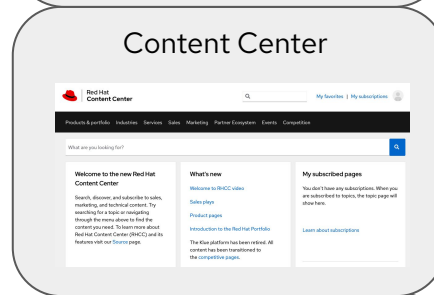 Content Center
Red Hat
Content Center
My favorites | My subscriptions
Products & portfolio Industries Services Sales Marketing Partner Ecosystem Events Competition
What are you looking for?
Welcome to the new Red Hat
Content Center
Search, discover, and subscribe to sales,
marketing, and technical content. Try
searching for a topic or navigating
through the menu above to find the
content you need. To learn more about
Red Hat Content Center (RHCC) and its
features visit our Source page.
What's new
Welcome to RHCC video
Sales plays
Product pages
Introduction to the Red Hat Portfolio
The Klue platform has been retired. All
content has been transitioned to
the competitive pages.
My subscribed pages
You don't have any subscriptions. When you
are subscribed to topics, the topic page will
show here.
Learn about subscriptions